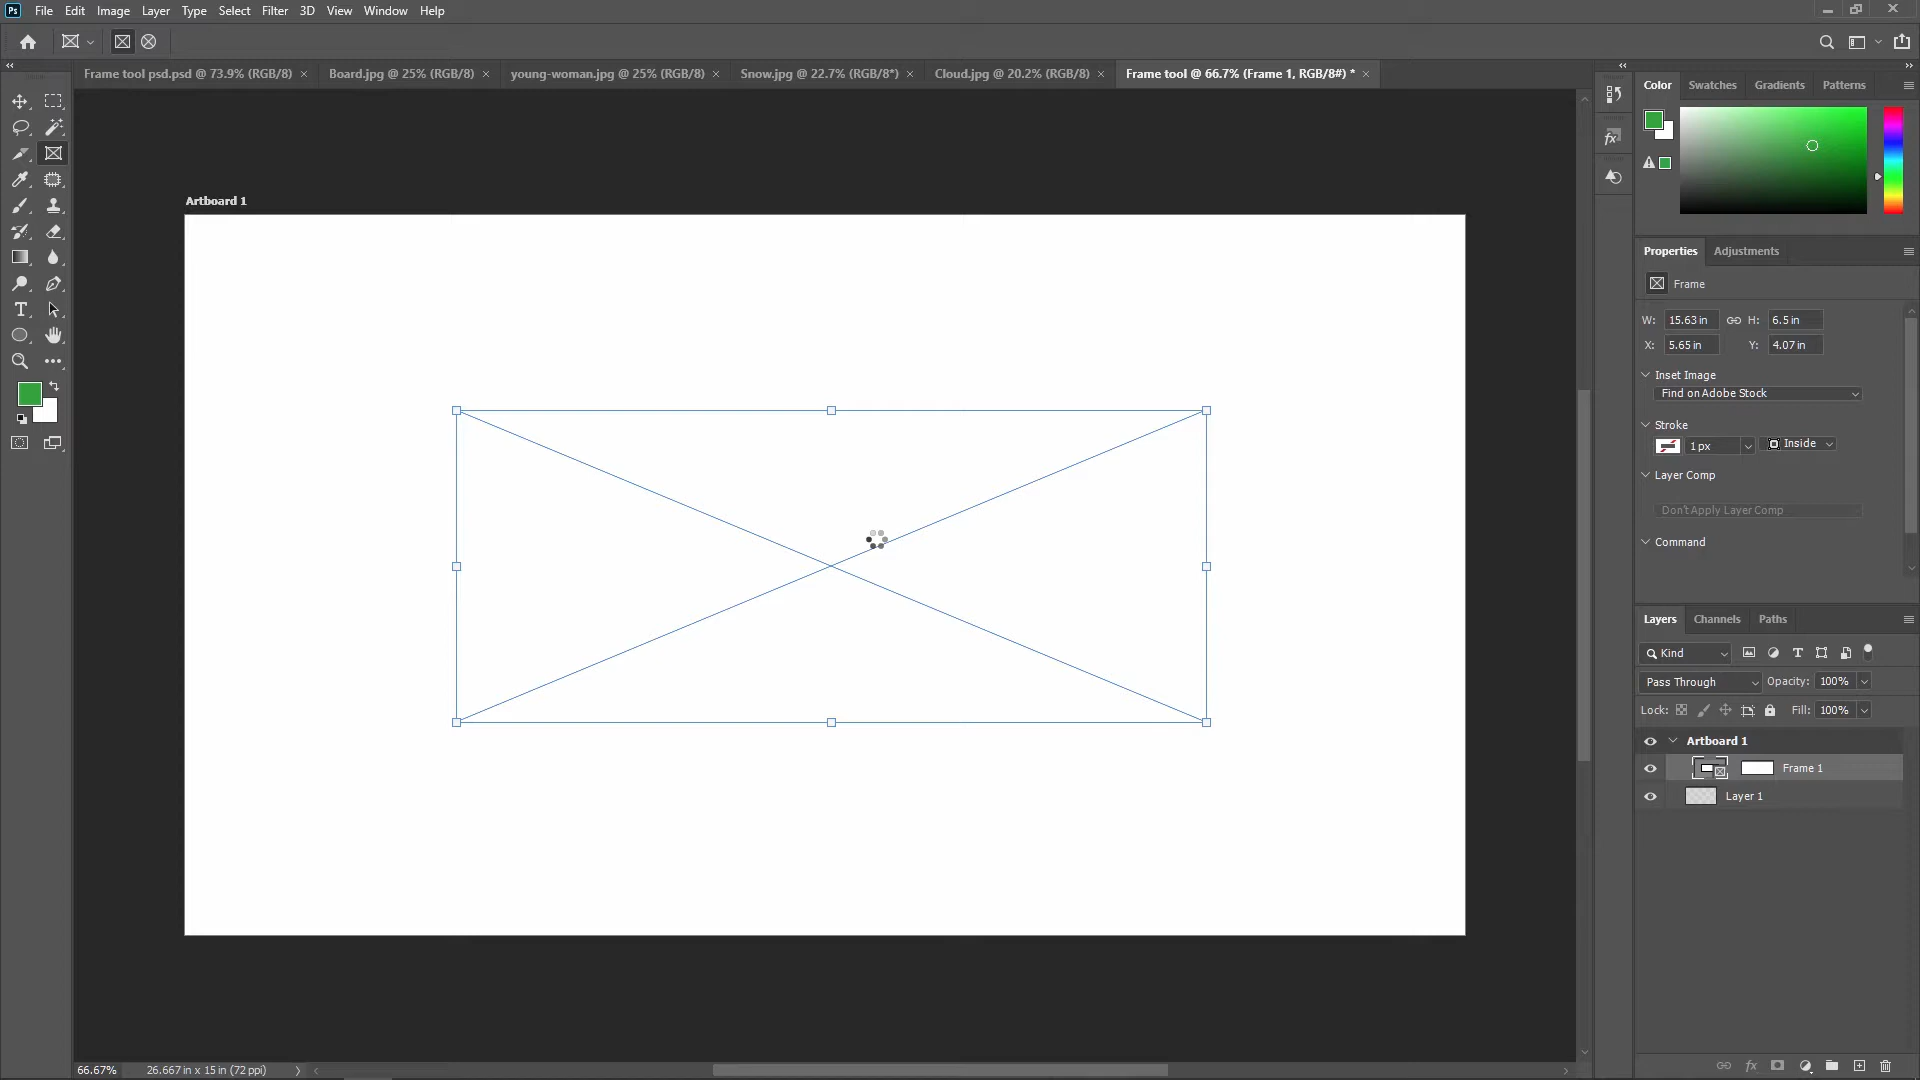 Ps File Edit Image Layer Type Select Filter 3D View Window Help
Frame tool psd.psd @ 73.9% (RGB/8) Board.jpg @ 25% (RGB/8) young-woman.jpg @ 25% (RGB/8) Snow.jpg @ 22.7% (RGB/8*) Cloud.jpg @ 20.2% (RGB/8) Frame tool @ 66.7% (Frame 1, RGB/8#) *
Color Swatches Gradients Patterns
Artboard 1
Properties Adjustments
Frame
W: 15.63 in H: 6.5 in
X: 5.65 in Y: 4.07 in
Inset Image
Find on Adobe Stock
Stroke
1 px Inside
Layer Comp
Don't Apply Layer Comp
Command
Layers Channels Paths
Kind
Pass Through Opacity: 100%
Lock: Fill: 100%
Artboard 1
Frame 1
Layer 1
fx
66.67% 26.667 in x 15 in (72 ppi)